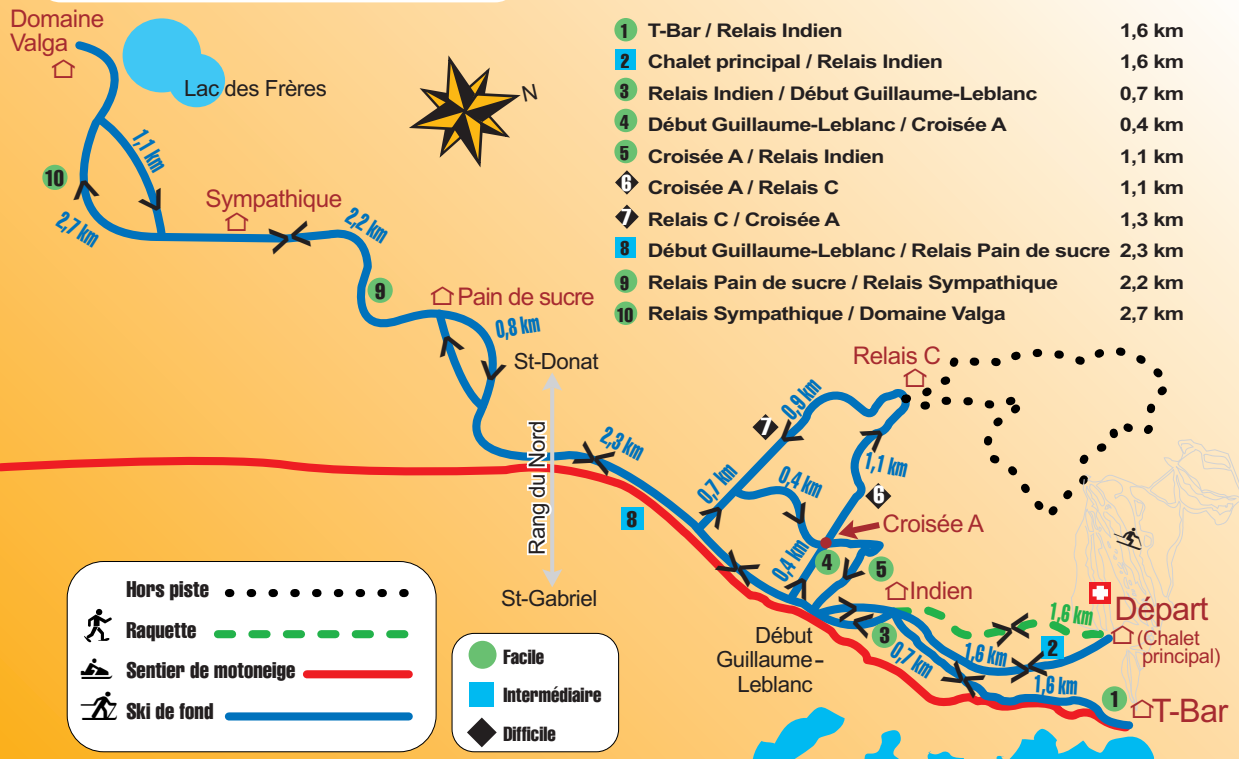 Domaine
Valga
Lac des Frères
N
1 T-Bar / Relais Indien 1,6 km
2 Chalet principal / Relais Indien 1,6 km
3 Relais Indien / Début Guillaume-Leblanc 0,7 km
4 Début Guillaume-Leblanc / Croisée A 0,4 km
5 Croisée A / Relais Indien 1,1 km
6 Croisée A / Relais C 1,1 km
7 Relais C / Croisée A 1,3 km
8 Début Guillaume-Leblanc / Relais Pain de sucre 2,3 km
9 Relais Pain de sucre / Relais Sympathique 2,2 km
10 Relais Sympathique / Domaine Valga 2,7 km
1,1 km
10
2,7 km
Sympathique
2,2 km
9
Pain de sucre
0,8 km
St-Donat
Rang du Nord
St-Gabriel
2,3 km
8
Relais C
0,9 km
7
0,7 km
0,4 km
1,1 km
6
Croisée A
0,4 km
4
5
Indien
3
0,7 km
Début
Guillaume-
Leblanc
1,6 km
Départ
(Chalet
principal)
2
1,6 km
1,6 km
1
T-Bar
Hors piste
Raquette
Sentier de motoneige
Ski de fond
Facile
Intermédiaire
Difficile